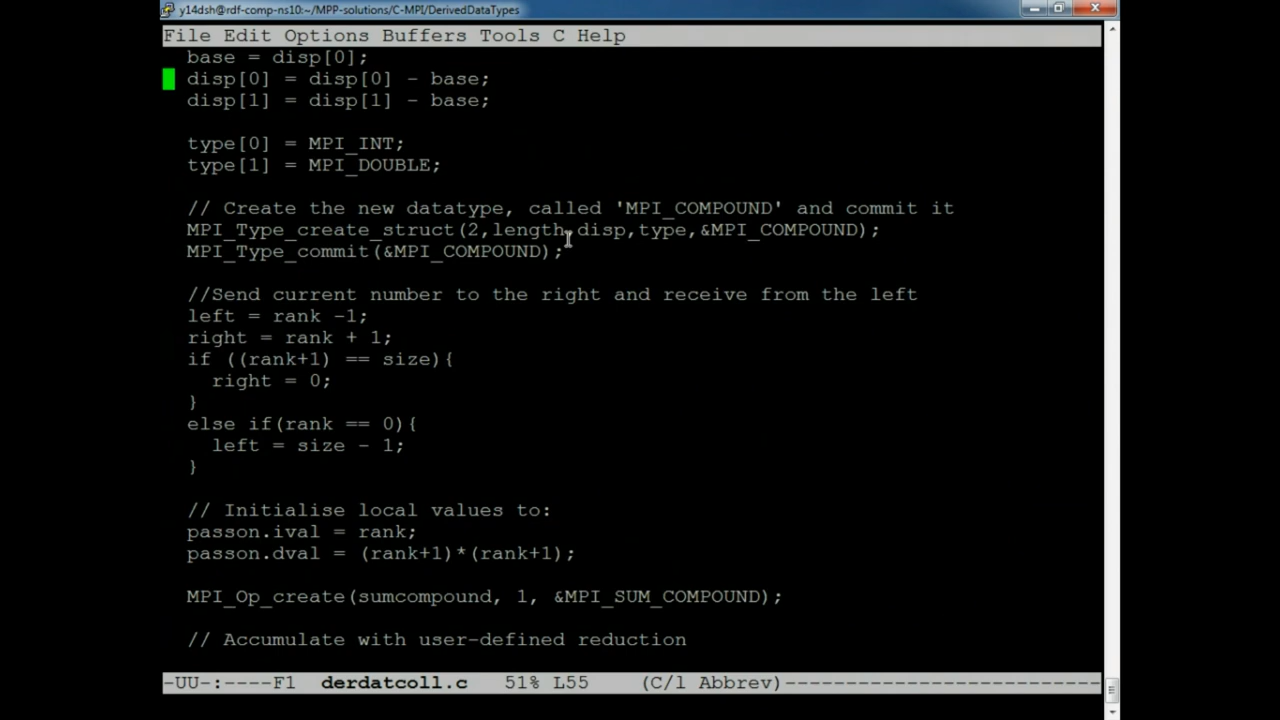 y14dsh@rdf-comp-ns10:~/MPP-solutions/C-MPI/DerivedDataTypes
File Edit Options Buffers Tools C Help
base = disp[0];
disp[0] = disp[0] - base;
disp[1] = disp[1] - base;
type[0] = MPI_INT;
type[1] = MPI_DOUBLE;
// Create the new datatype, called 'MPI_COMPOUND' and commit it
MPI_Type_create_struct(2,length,disp,type,&MPI_COMPOUND);
MPI_Type_commit(&MPI_COMPOUND);
//Send current number to the right and receive from the left
left = rank -1;
right = rank + 1;
if ((rank+1) == size){
right = 0;
}
else if(rank == 0){
left = size - 1;
}
// Initialise local values to:
passon.ival = rank;
passon.dval = (rank+1)*(rank+1);
MPI_Op_create(sumcompound, 1, &MPI_SUM_COMPOUND);
// Accumulate with user-defined reduction
-UU-:----F1  derdatcoll.c   51% L55    (C/l Abbrev)--------------------------